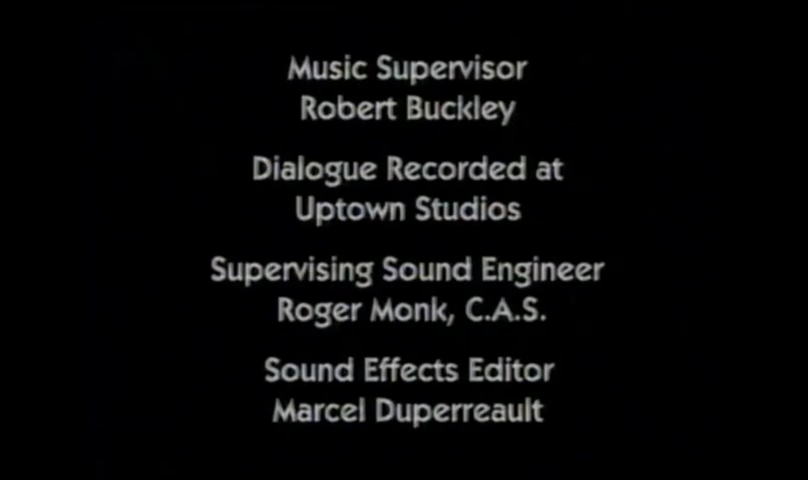 Music Supervisor
Robert Buckley
Dialogue Recorded at
Uptown Studios
Supervising Sound Engineer
Roger Monk, C.A.S.
Sound Effects Editor
Marcel Duperreault